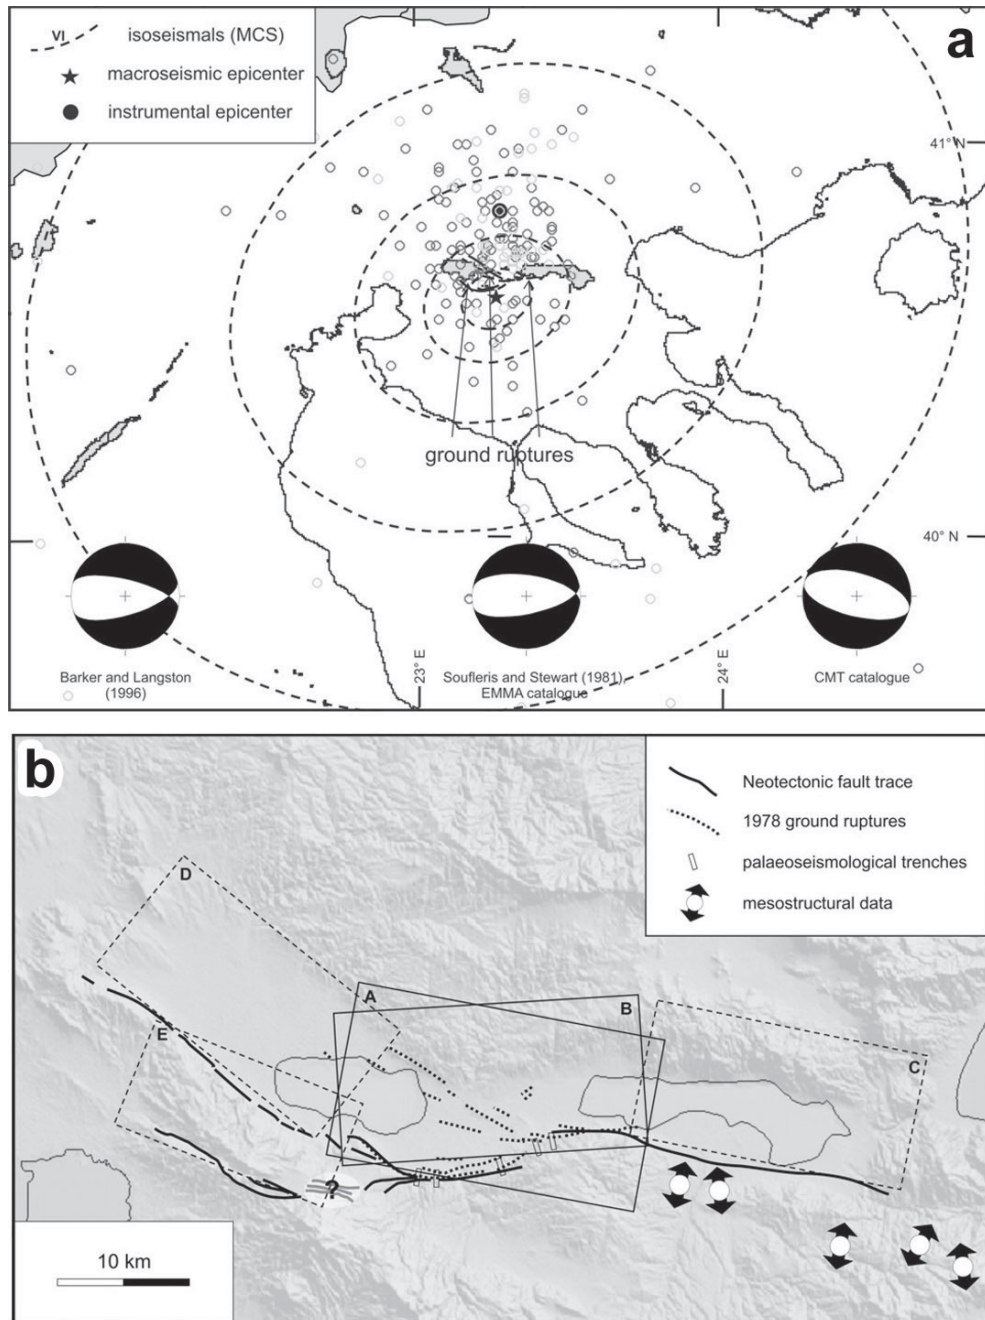 a
VI
isoseismals (MCS)
macroseismic epicenter
instrumental epicenter
41° N
ground ruptures
40° N
23° E
24° E
Barker and Langston
(1996)
Soufleris and Stewart (1981),
EMMA catalogue
CMT catalogue
b
Neotectonic fault trace
1978 ground ruptures
palaeoseismological trenches
mesostructural data
D
A
B
E
C
?
10 km